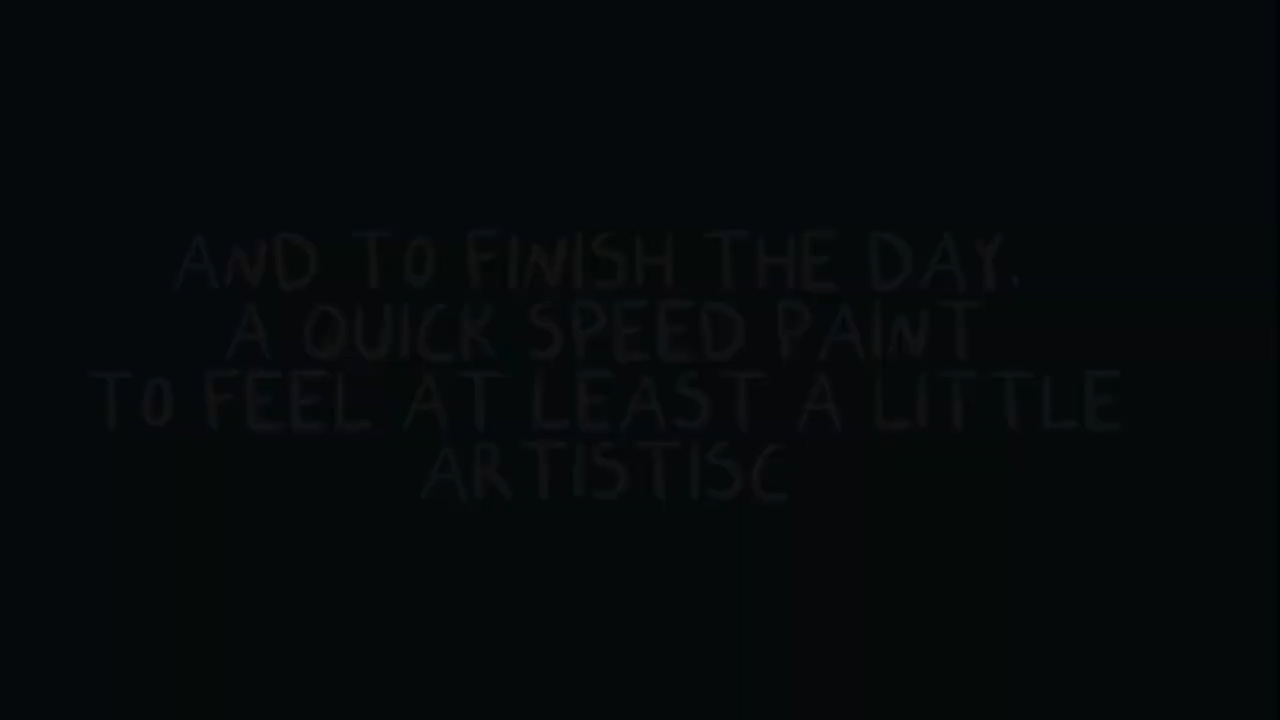 AND TO FINISH THE DAY.
A QUICK SPEED PAINT
TO FEEL AT LEAST A LITTLE
ARTISTISC